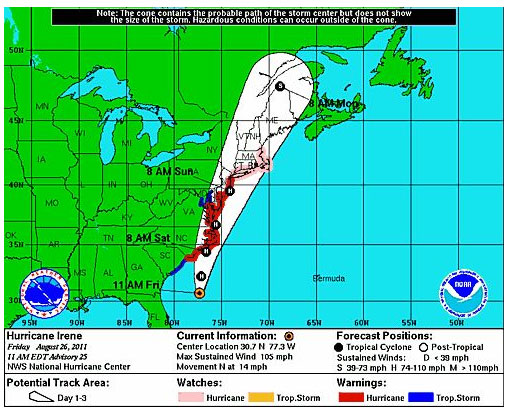 Note: The cone contains the probable path of the storm center but does not show
the size of the storm. Hazardous conditions can occur outside of the cone.
50N
45N
40N
35N
30N
8 AM Mon
ME
VT NH
MN
WI
MI
NY
MA
CT RI
8 AM Sun
PA
IA
IL
IN
OH
MD
WV
VA
KY
8 AM Sat
NC
TN
OK
AR
SC
MS
AL
GA
11 AM Fri
FL
Bermuda
NOAA
95W 90W 85W 80W 75W 70W 65W 60W
Hurricane Irene
Friday August 26, 2011
11 AM EDT Advisory 25
NWS National Hurricane Center
Current Information:
Center Location 30.7 N 77.3 W
Max Sustained Wind 105 mph
Movement N at 14 mph
Forecast Positions:
Tropical Cyclone Post-Tropical
Sustained Winds: D < 39 mph
S 39-73 mph H 74-110 mph M > 110mph
Potential Track Area:
Day 1-3
Watches:
Hurricane Trop.Storm
Warnings:
Hurricane Trop.Storm